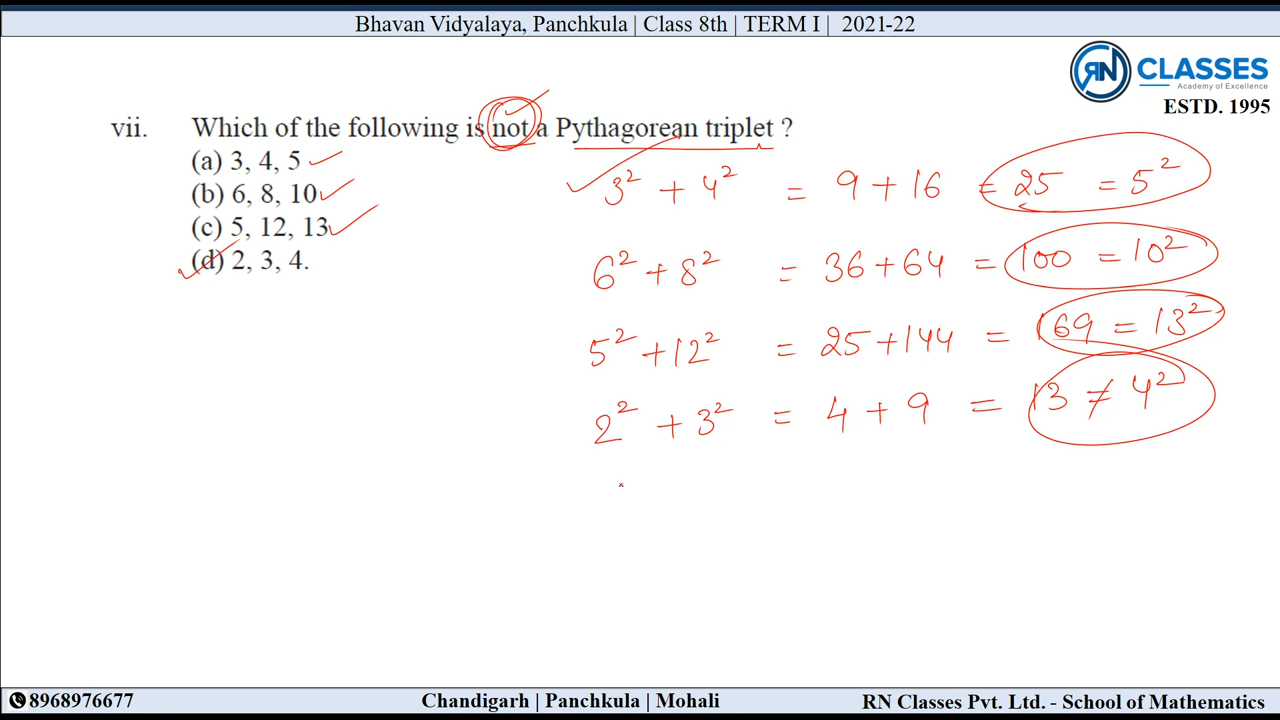 Bhavan Vidyalaya, Panchkula | Class 8th | TERM I | 2021-22
RN CLASSES
Academy of Excellence
ESTD. 1995
vii. Which of the following is not a Pythagorean triplet ?
(a) 3, 4, 5
(b) 6, 8, 10
(c) 5, 12, 13
(d) 2, 3, 4.
3² + 4² = 9 + 16 = 25 = 5²
6² + 8² = 36 + 64 = 100 = 10²
5² + 12² = 25 + 144 = 169 = 13²
2² + 3² = 4 + 9 = 13 ≠ 4²
8968976677
Chandigarh | Panchkula | Mohali
RN Classes Pvt. Ltd. - School of Mathematics